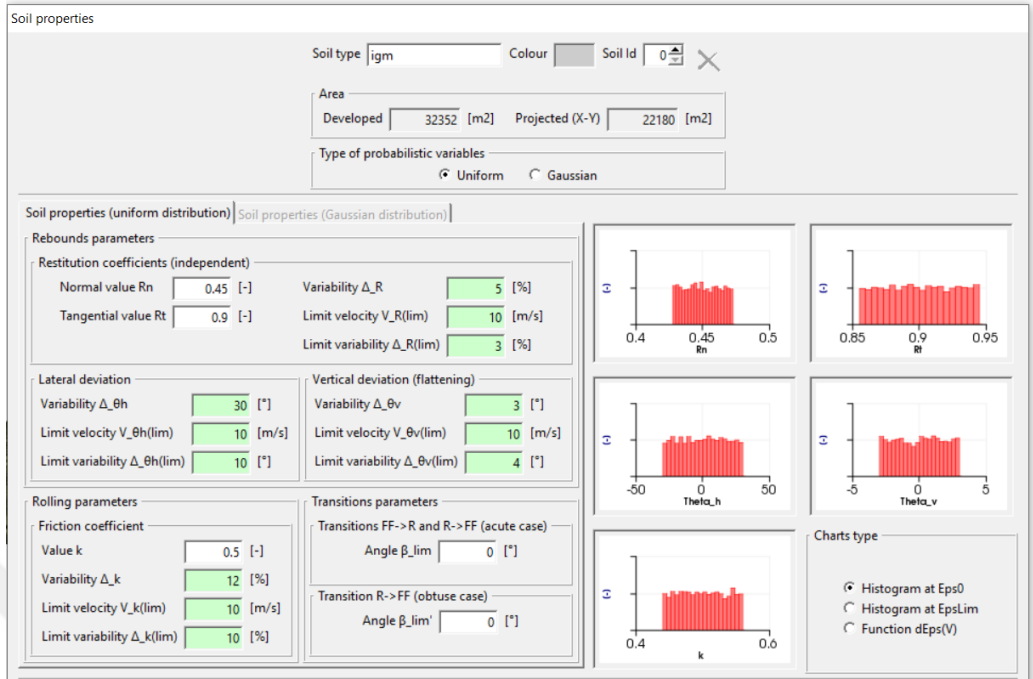 Soil properties
Soil type igm Colour Soil Id 0
Area
Developed 32352 [m2] Projected (X-Y) 22180 [m2]
Type of probabilistic variables
Uniform Gaussian
Soil properties (uniform distribution) Soil properties (Gaussian distribution)
Rebounds parameters
Restitution coefficients (independent)
Normal value Rn 0.45 [-] Variability Δ_R 5 [%]
Tangential value Rt 0.9 [-] Limit velocity V_R(lim) 10 [m/s]
Limit variability Δ_R(lim) 3 [%]
Lateral deviation
Variability Δ_θh 30 [°]
Limit velocity V_θh(lim) 10 [m/s]
Limit variability Δ_θh(lim) 10 [°]
Vertical deviation (flattening)
Variability Δ_θv 3 [°]
Limit velocity V_θv(lim) 10 [m/s]
Limit variability Δ_θv(lim) 4 [°]
Rolling parameters
Friction coefficient
Value k 0.5 [-]
Variability Δ_k 12 [%]
Limit velocity V_k(lim) 10 [m/s]
Limit variability Δ_k(lim) 10 [%]
Transitions parameters
Transitions FF->R and R->FF (acute case)
Angle β_lim 0 [°]
Transition R->FF (obtuse case)
Angle β_lim' 0 [°]
0.4 0.45 0.5
Rn
0.85 0.9 0.95
Rt
-50 0 50
Theta_h
-5 0 5
Theta_v
0.4 0.6
k
Charts type
Histogram at Eps0
Histogram at EpsLim
Function dEps(V)